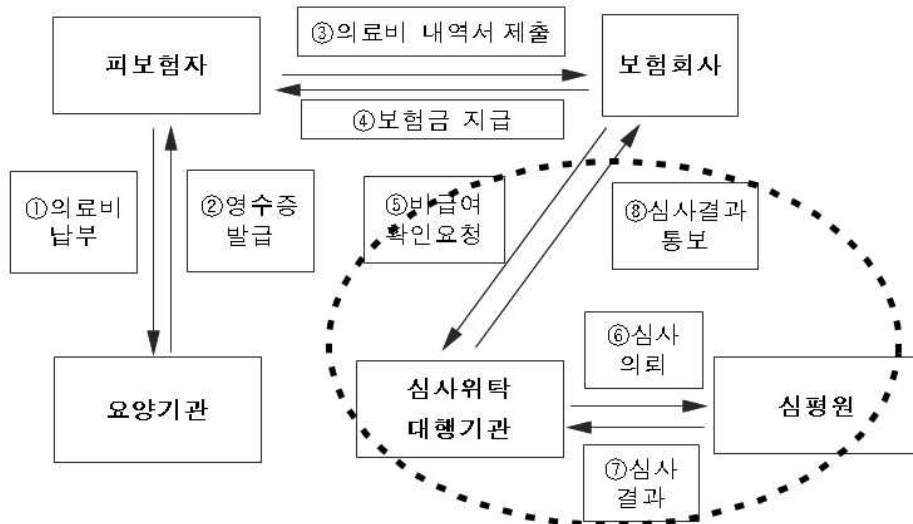 ③의료비 내역서 제출
피보험자
보험회사
④보험금 지급
①의료비
납부
②영수증
발급
⑤비급여
확인요청
⑧심사결과
통보
⑥심사
의뢰
요양기관
심사위탁
대행기관
심평원
⑦심사
결과